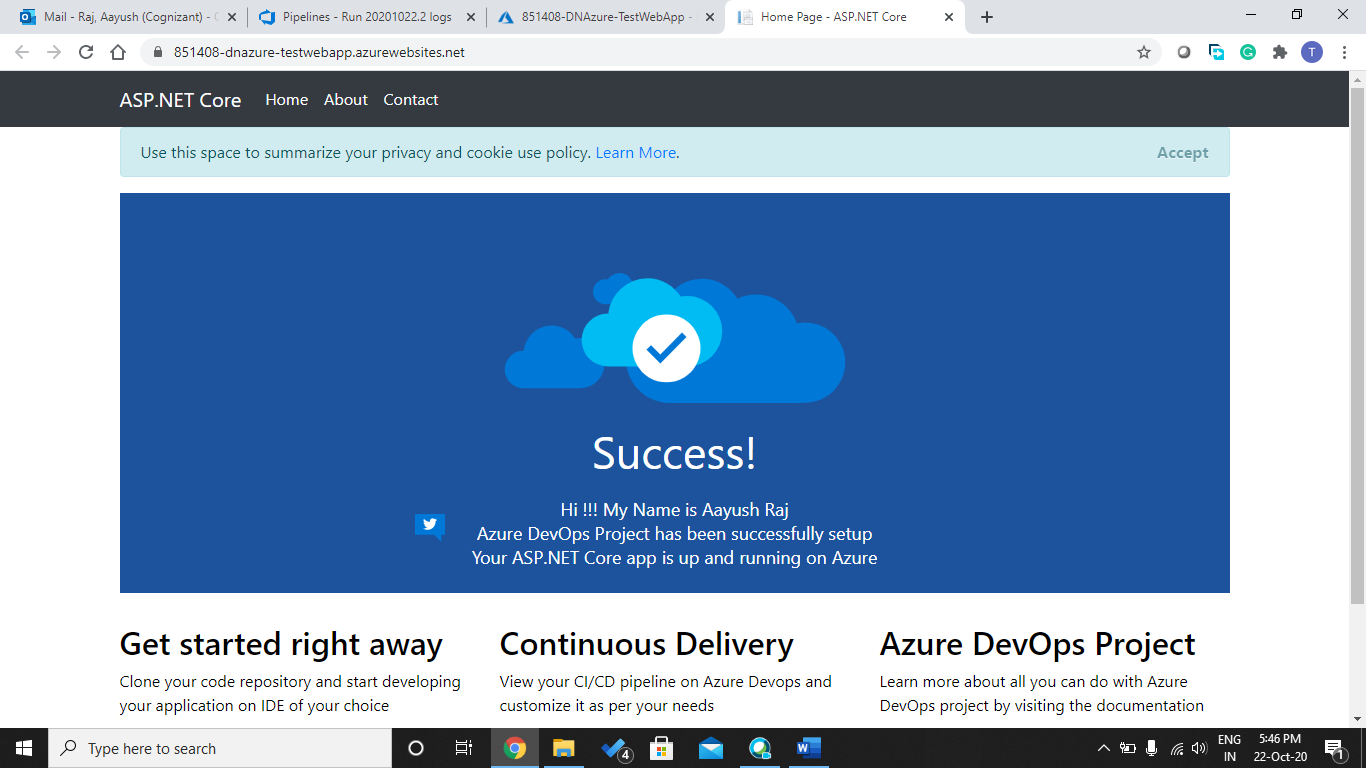 Mail - Raj, Aayush (Cognizant) -
Pipelines - Run 20201022.2 logs
851408-DNAzure-TestWebApp -
Home Page - ASP.NET Core
851408-dnazure-testwebapp.azurewebsites.net
T
ASP.NET Core
Home
About
Contact
Use this space to summarize your privacy and cookie use policy. Learn More.
Accept
Success!
Hi !!! My Name is Aayush Raj
Azure DevOps Project has been successfully setup
Your ASP.NET Core app is up and running on Azure
Get started right away
Clone your code repository and start developing
your application on IDE of your choice
Continuous Delivery
View your CI/CD pipeline on Azure Devops and
customize it as per your needs
Azure DevOps Project
Learn more about all you can do with Azure
DevOps project by visiting the documentation
Type here to search
4
W
ENG
IN
5:46 PM
22-Oct-20
1